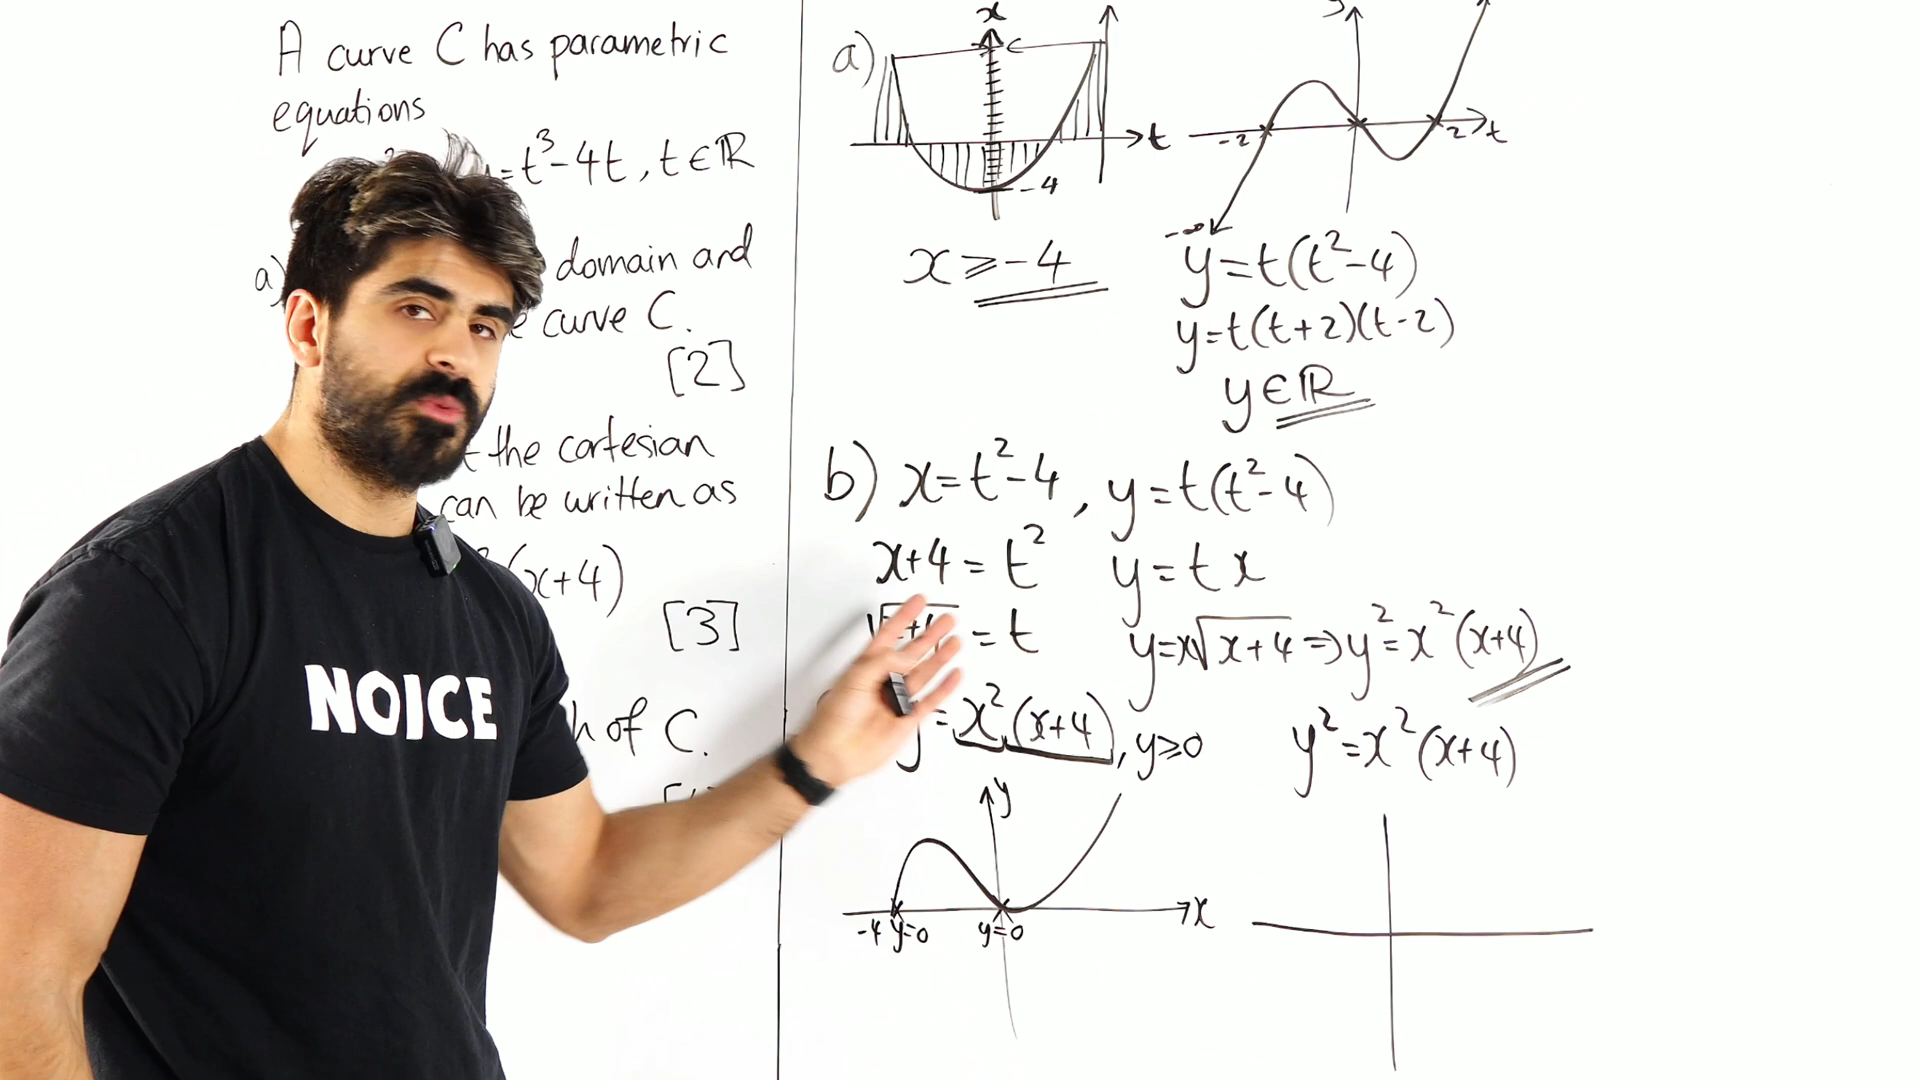 A curve C has parametric
equations
= t³-4t, t∈ℝ
a) domain and
curve C.
[2]
the cartesian
can be written as
(x+4)
[3]
of C.
NOICE
a)
x
C
t
-4
x ⩾ -4
-2
2
t
-∞
y=t(t²-4)
y=t(t+2)(t-2)
y∈ℝ
b) x=t²-4, y=t(t²-4)
x+4=t² y=tx
=t y=x√x+4 ⇒ y²=x²(x+4)
= x²(x+4), y⩾0 y²=x²(x+4)
y
x
-4 y=0 y=0